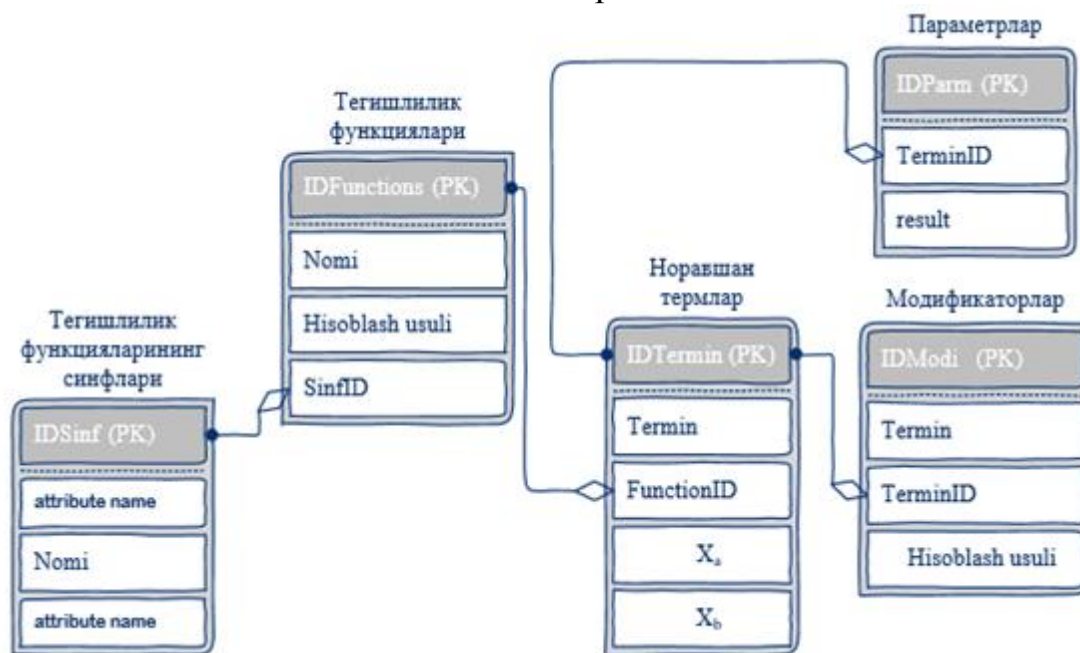 Тегишлилик
функцияларининг
синфлари
IDSinf (PK)
attribute name
Nomi
attribute name
Тегишлилик
функциялари
IDFunctions (PK)
Nomi
Hisoblash usuli
SinfID
Норавшан
термлар
IDTermin (PK)
Termin
FunctionID
Xa
Xb
Параметрлар
IDParm (PK)
TerminID
result
Модификаторлар
IDModi (PK)
Termin
TerminID
Hisoblash usuli